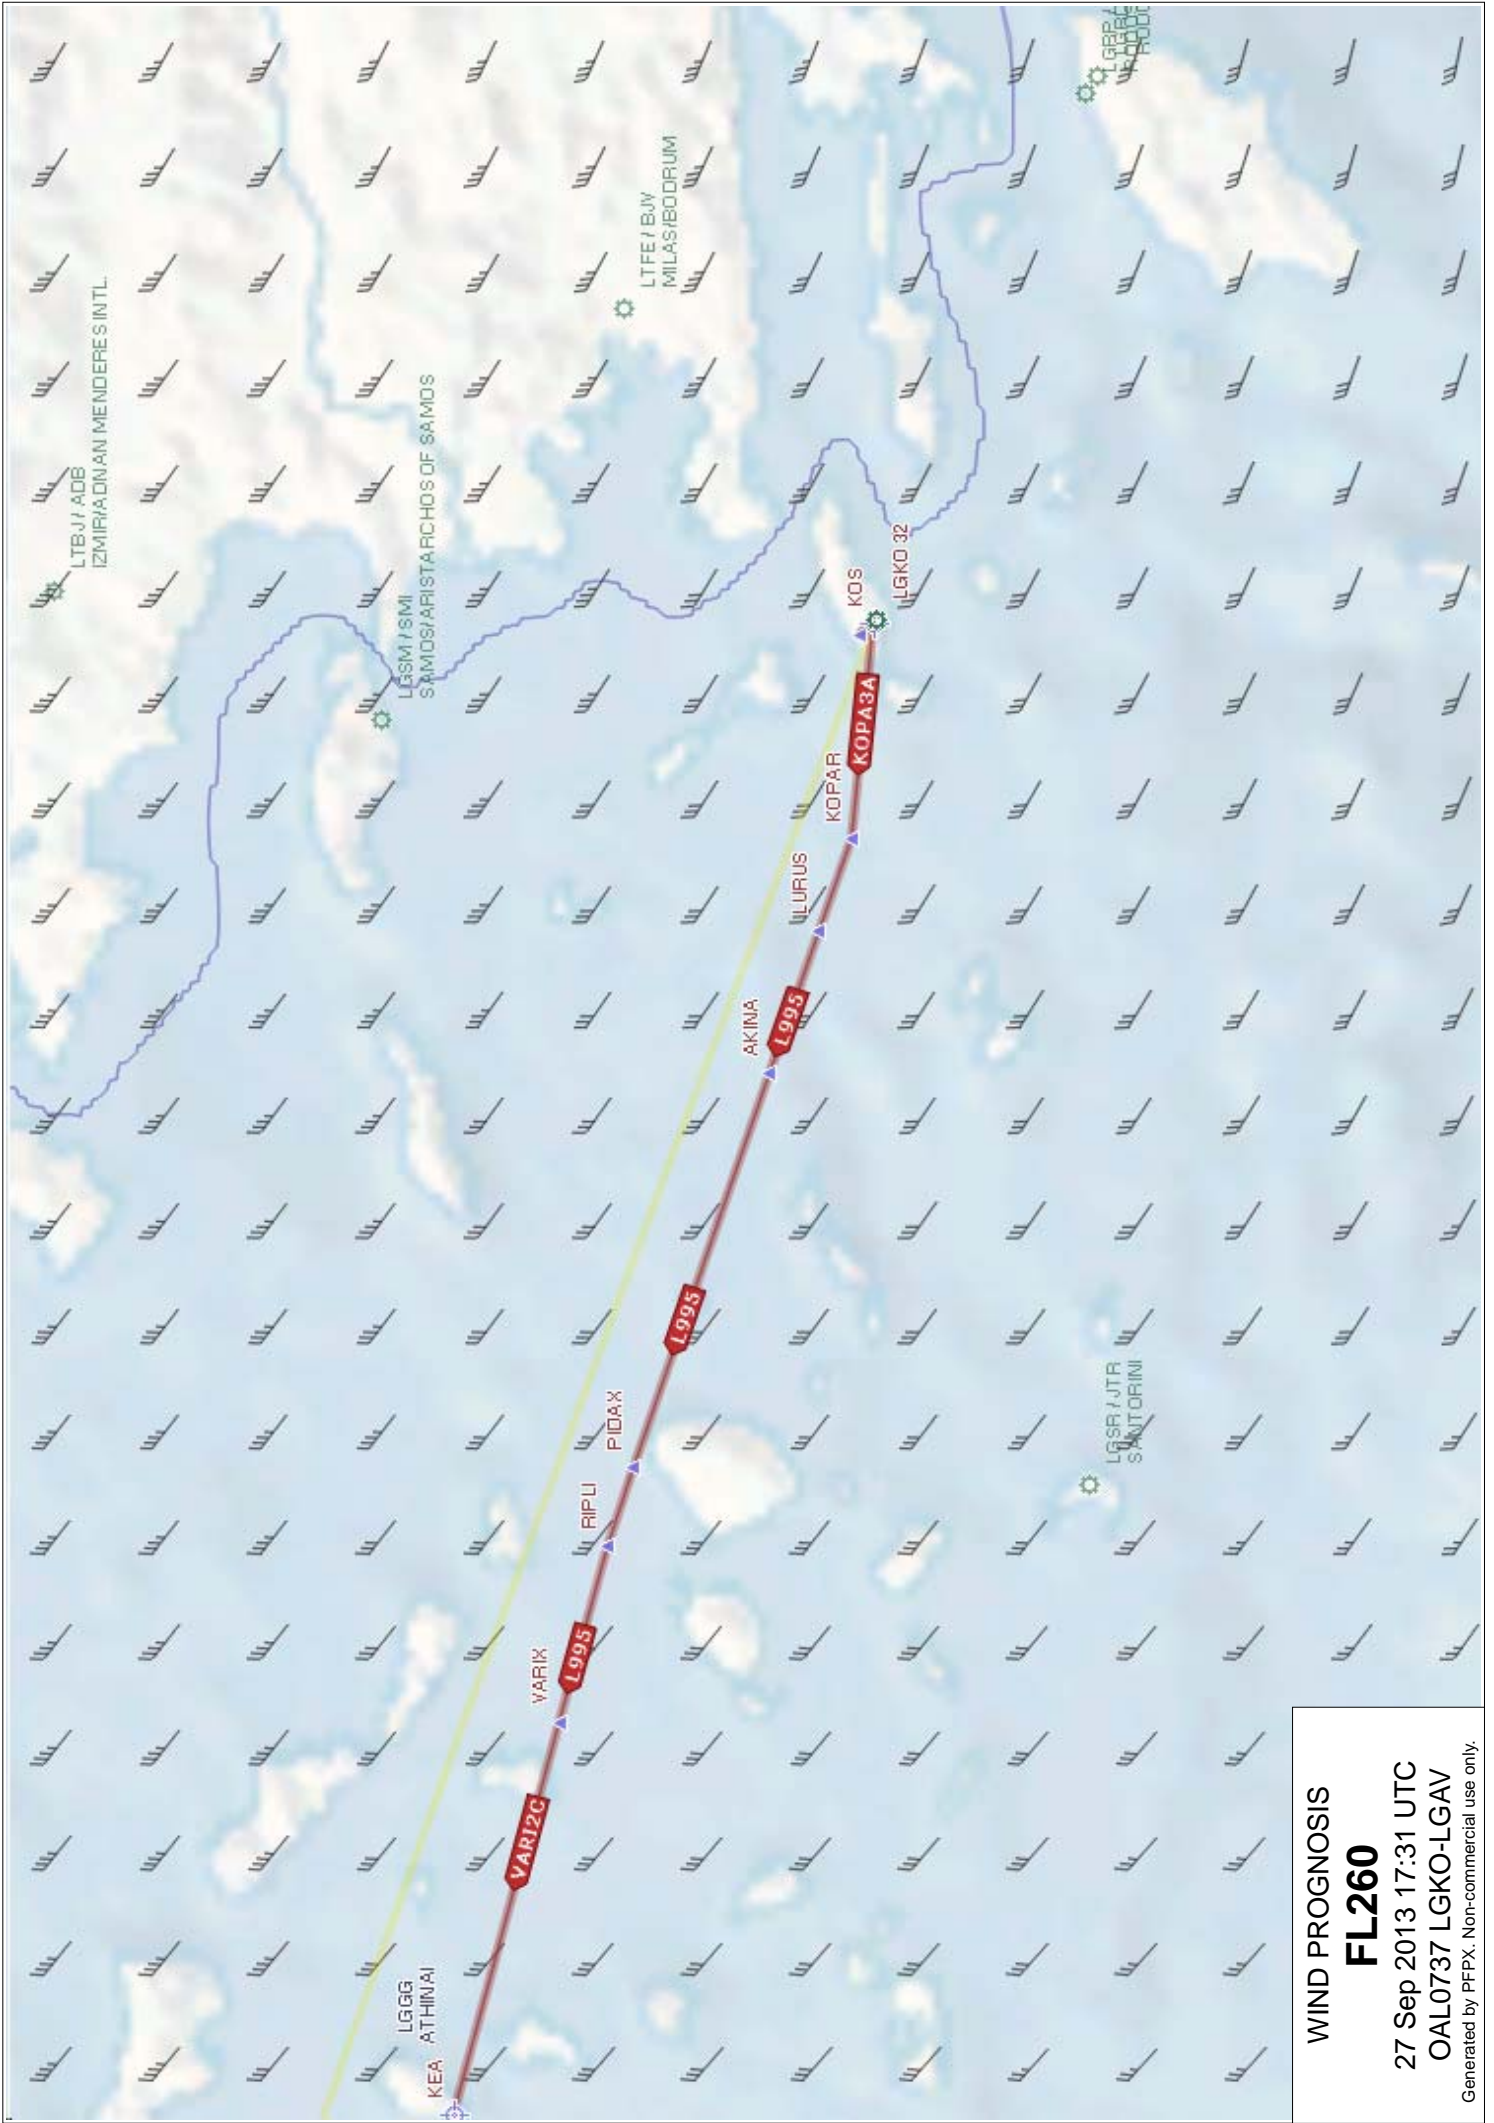 LTBJ / ADB
IZMIR/ADNAN MENDERES INTL.
LGSM / SMI
SAMOS/ARISTARCHOS OF SAMOS
LTFE / BJV
MILAS/BODRUM
KOS
LGKO 32
KOPA3A
KOPAR
LURUS
AKINA
L995
L995
PIDAX
RIPLI
L995
VARIX
VARI2C
LGGG
ATHINAI
KEA
LGSR / JTR
SANTORINI
WIND PROGNOSIS
FL260
27 Sep 2013 17:31 UTC
OAL0737 LGKO-LGAV
Generated by PFPX. Non-commercial use only.